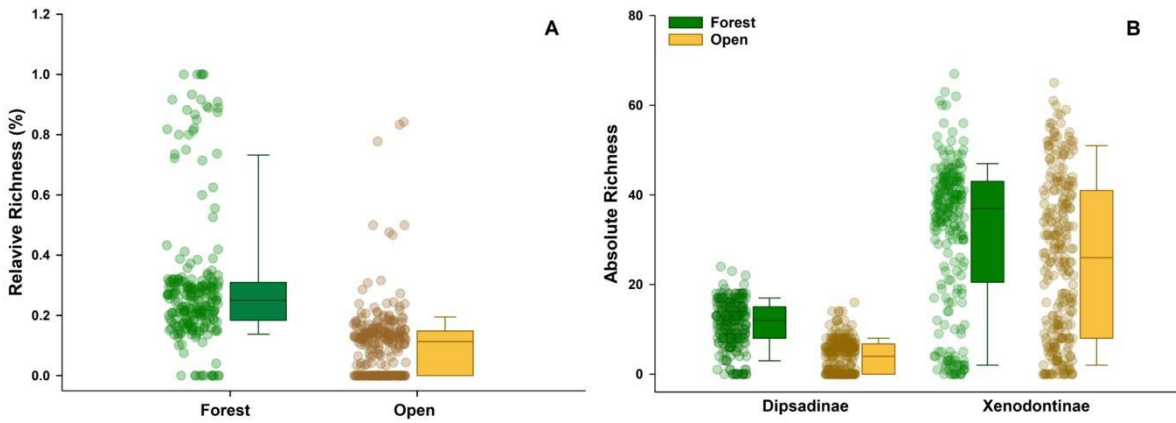 A
Relavive Richness (%)
1.2
1.0
0.8
0.6
0.4
0.2
0.0
Forest
Open
B
Forest
Open
Absolute Richness
80
60
40
20
0
Dipsadinae
Xenodontinae